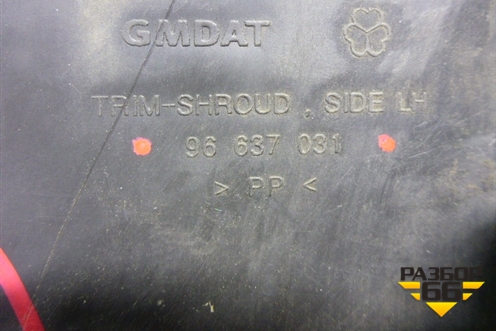 GMDAT
TRIM-SHROUD, SIDE LH
96 637 031
> PP <
РАЗБОР
66